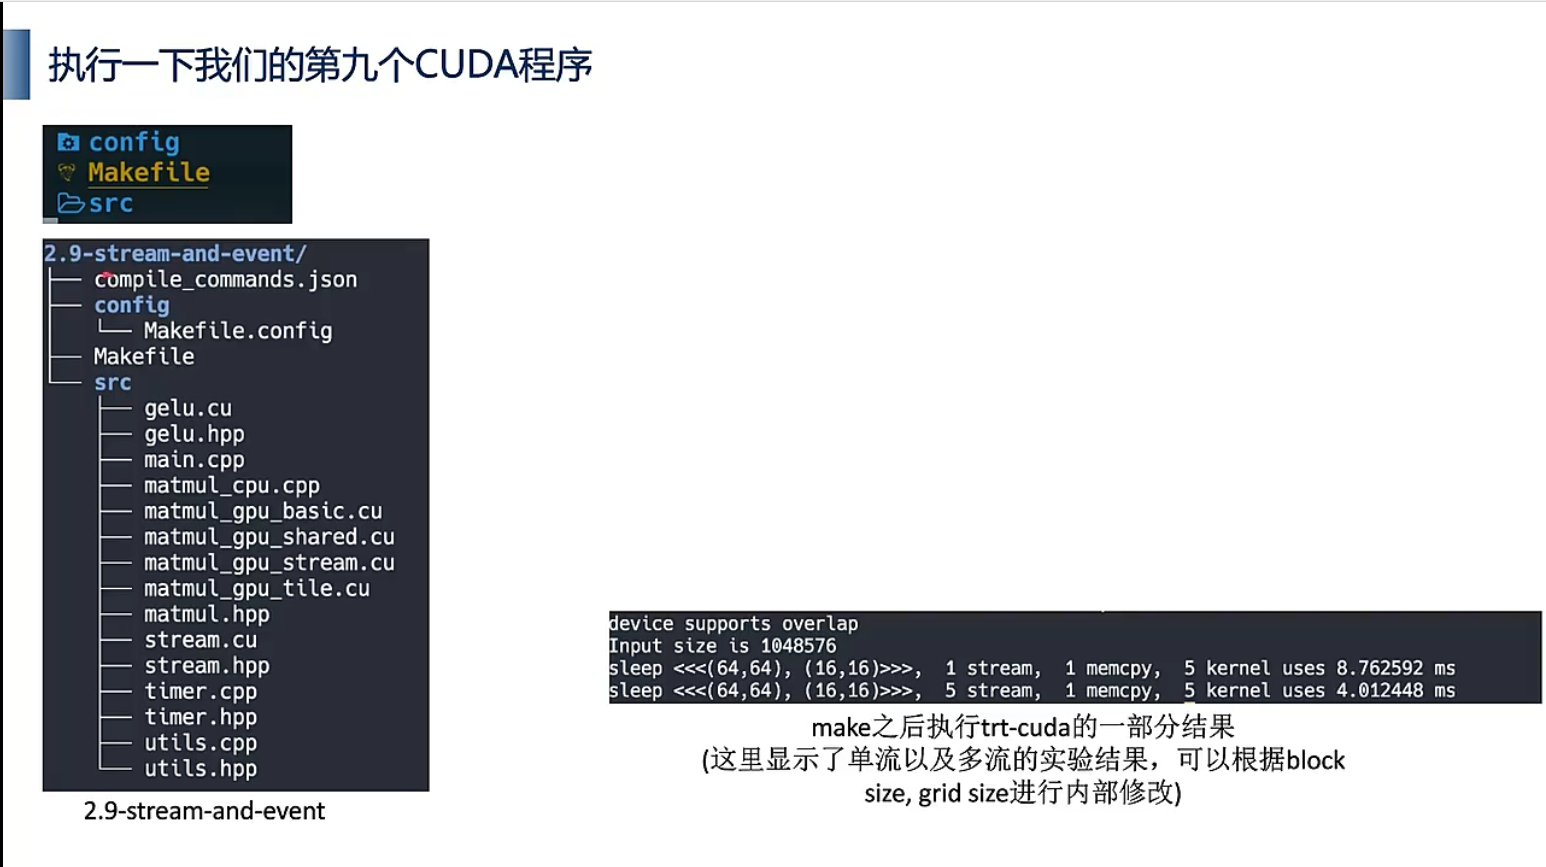 执行一下我们的第九个CUDA程序
config
Makefile
src
2.9-stream-and-event/
compile_commands.json
config
Makefile.config
Makefile
src
gelu.cu
gelu.hpp
main.cpp
matmul_cpu.cpp
matmul_gpu_basic.cu
matmul_gpu_shared.cu
matmul_gpu_stream.cu
matmul_gpu_tile.cu
matmul.hpp
stream.cu
stream.hpp
timer.cpp
timer.hpp
utils.cpp
utils.hpp
2.9-stream-and-event
device supports overlap
Input size is 1048576
sleep <<<(64,64), (16,16)>>>,  1 stream,  1 memcpy,  5 kernel uses 8.762592 ms
sleep <<<(64,64), (16,16)>>>,  5 stream,  1 memcpy,  5 kernel uses 4.012448 ms
make之后执行trt-cuda的一部分结果
(这里显示了单流以及多流的实验结果，可以根据block
size, grid size进行内部修改)